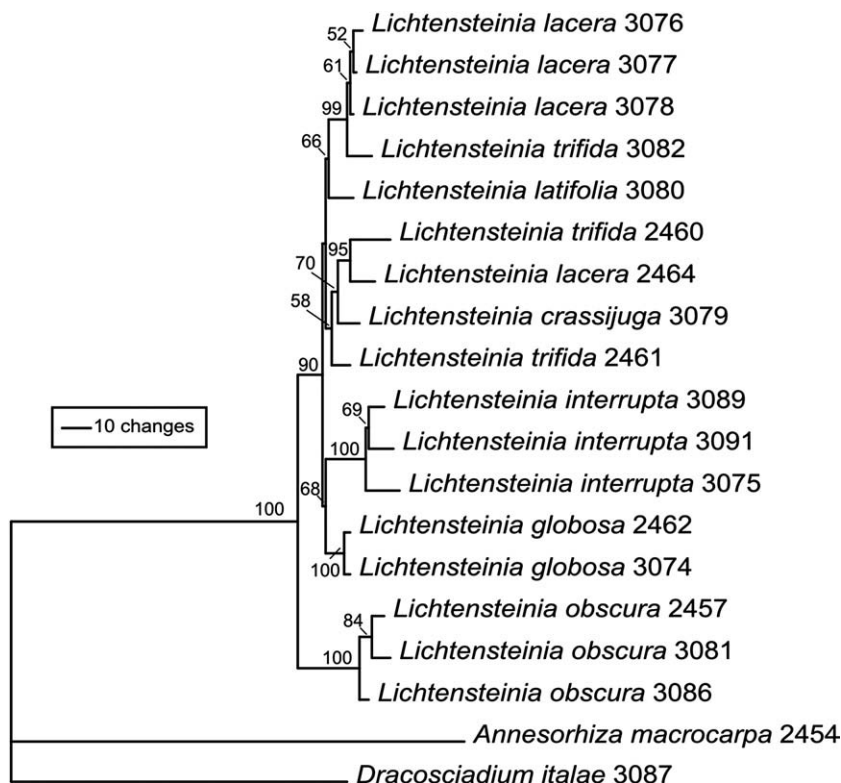 Lichtensteinia lacera 3076
52
Lichtensteinia lacera 3077
61
Lichtensteinia lacera 3078
99
Lichtensteinia trifida 3082
66
Lichtensteinia latifolia 3080
Lichtensteinia trifida 2460
95
Lichtensteinia lacera 2464
70
Lichtensteinia crassijuga 3079
58
Lichtensteinia trifida 2461
90
Lichtensteinia interrupta 3089
69
10 changes
Lichtensteinia interrupta 3091
100
Lichtensteinia interrupta 3075
68
100
Lichtensteinia globosa 2462
100
Lichtensteinia globosa 3074
Lichtensteinia obscura 2457
84
Lichtensteinia obscura 3081
100
Lichtensteinia obscura 3086
Annesorhiza macrocarpa 2454
Dracosciadium italae 3087